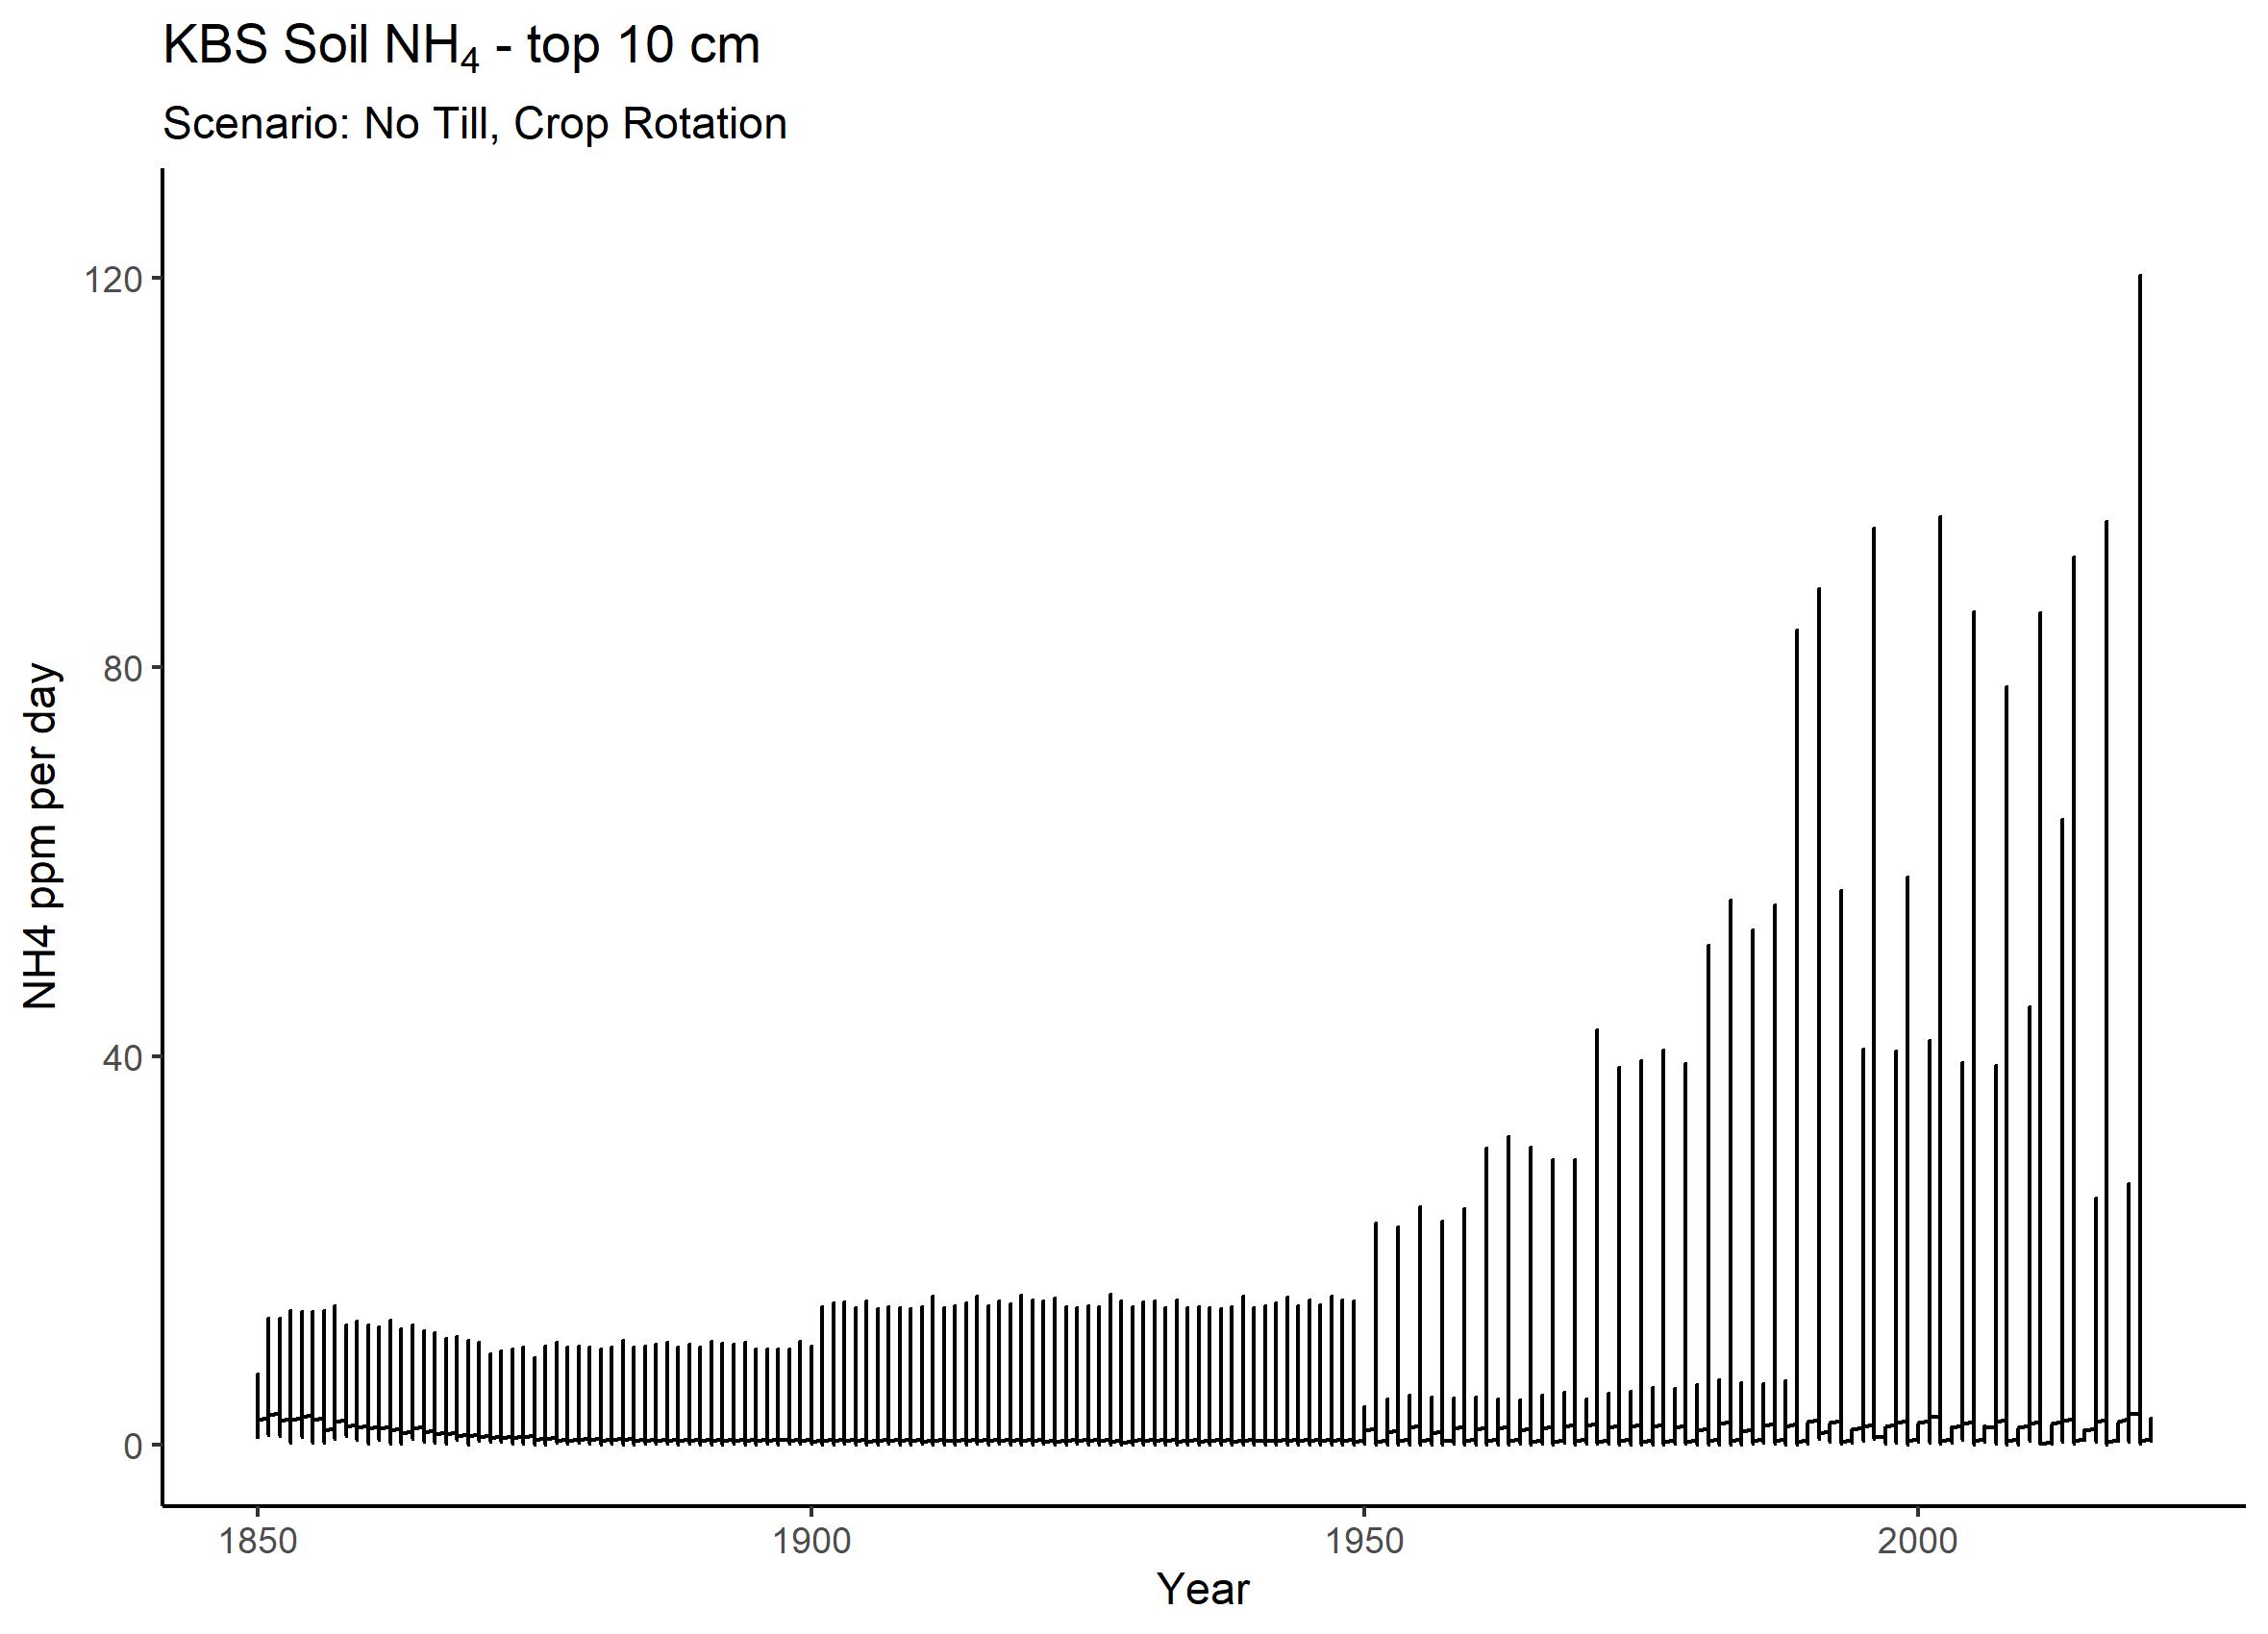 KBS Soil NH₄ - top 10 cm
Scenario: No Till, Crop Rotation
120
80
40
0
NH4 ppm per day
1850 1900 1950 2000
Year